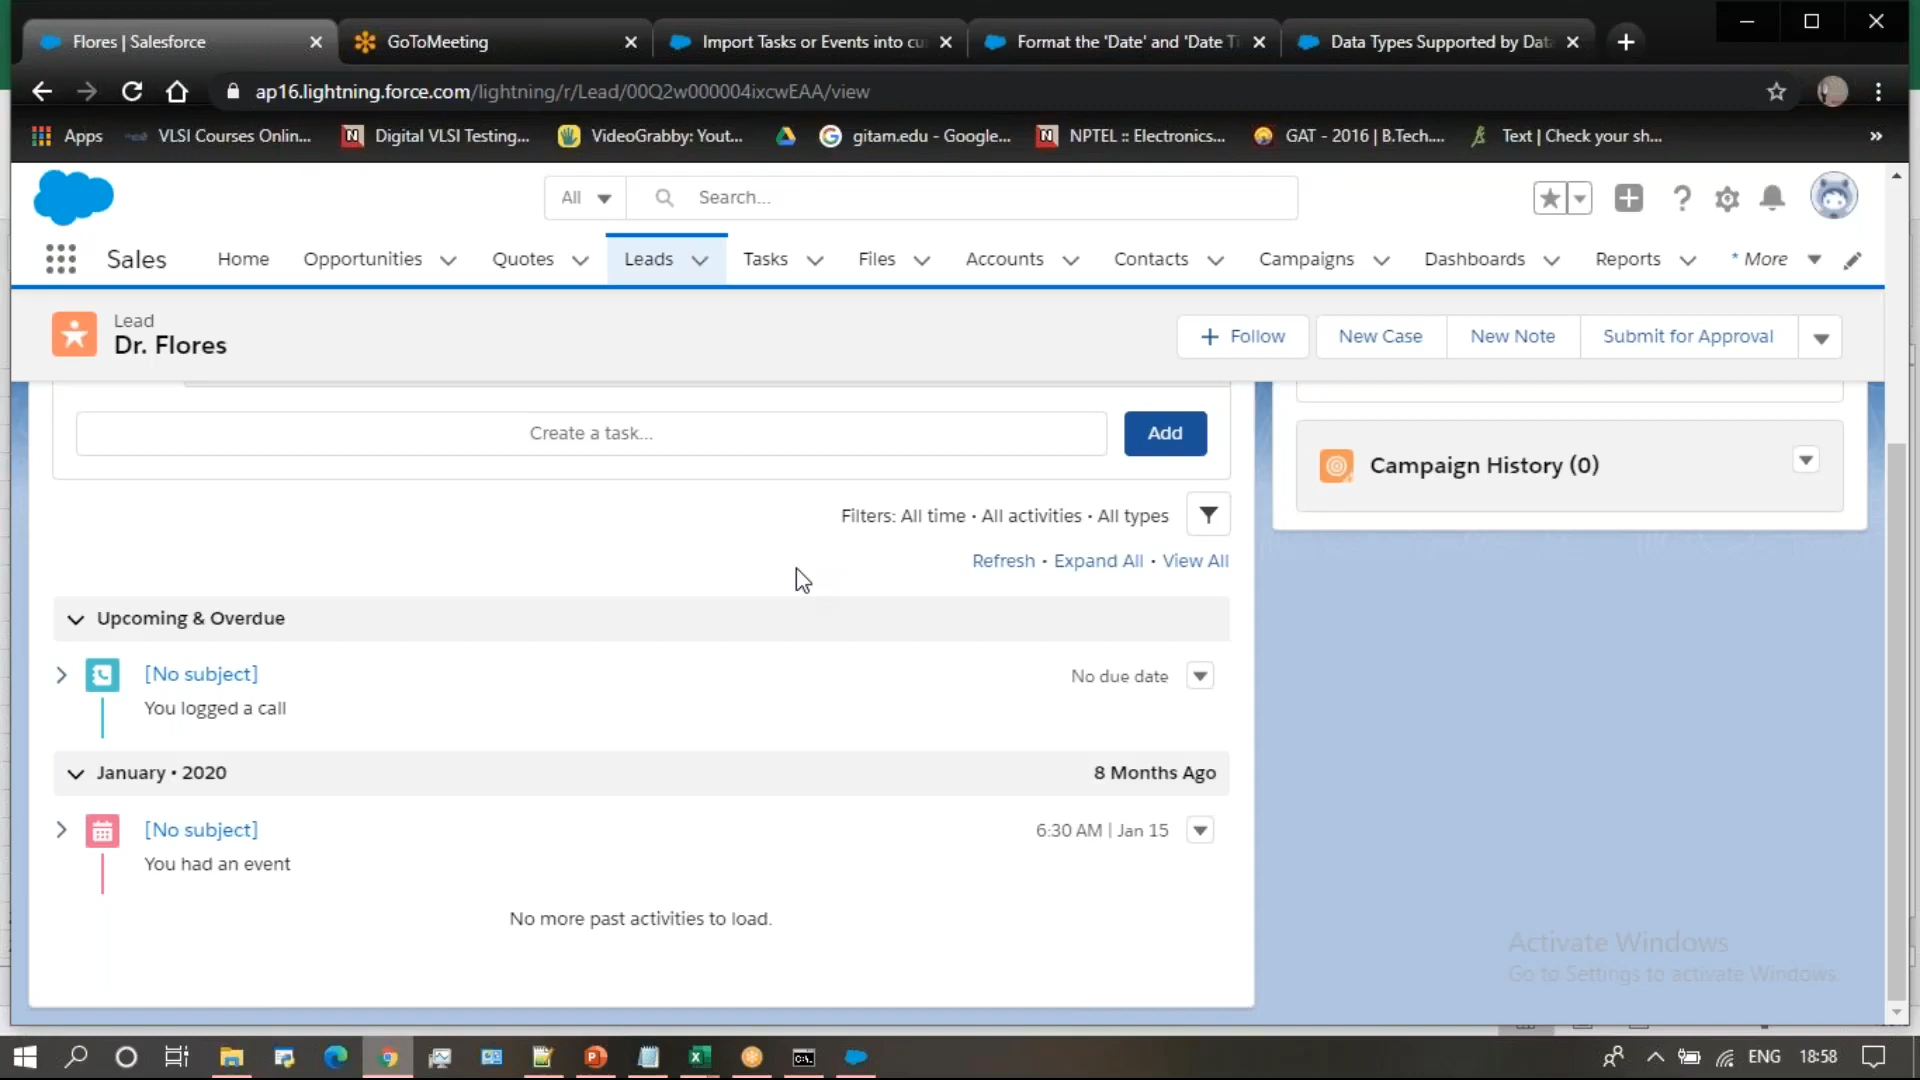 Flores | Salesforce
GoToMeeting
Import Tasks or Events into cu
Format the 'Date' and 'Date Ti
Data Types Supported by Data
ap16.lightning.force.com/lightning/r/Lead/00Q2w000004ixcwEAA/view
Apps
VLSI Courses Onlin...
Digital VLSI Testing...
VideoGrabby: Yout...
gitam.edu - Google...
NPTEL :: Electronics...
GAT - 2016 | B.Tech....
Text | Check your sh...
»
All
Search...
Sales
Home
Opportunities
Quotes
Leads
Tasks
Files
Accounts
Contacts
Campaigns
Dashboards
Reports
* More
Lead
Dr. Flores
+ Follow
New Case
New Note
Submit for Approval
Create a task...
Add
Campaign History (0)
Filters: All time • All activities • All types
Refresh • Expand All • View All
Upcoming & Overdue
[No subject]
No due date
You logged a call
January • 2020
8 Months Ago
[No subject]
6:30 AM | Jan 15
You had an event
No more past activities to load.
Activate Windows
Go to Settings to activate Windows.
ENG
18:58